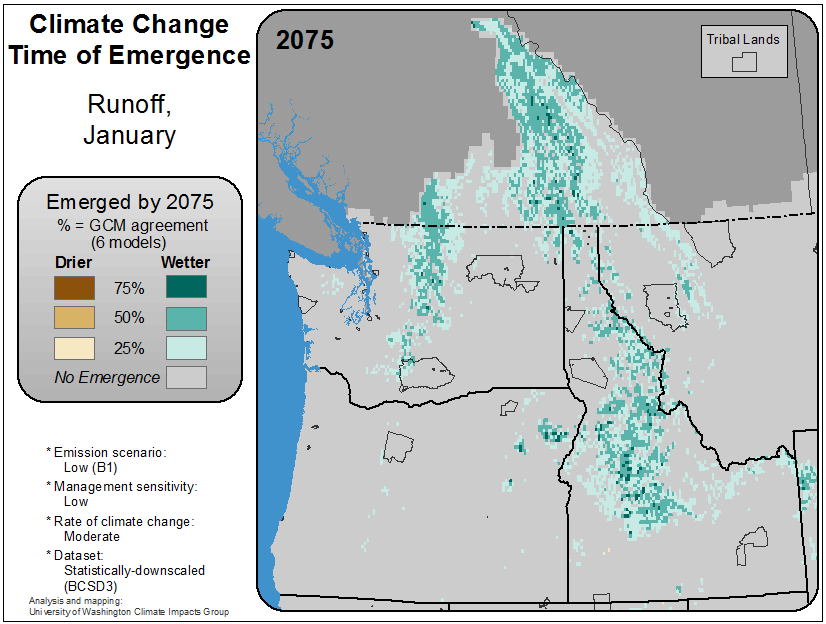 Climate Change
Time of Emergence
Runoff,
January
Emerged by 2075
% = GCM agreement
(6 models)
Drier Wetter
75%
50%
25%
No Emergence
* Emission scenario:
Low (B1)
* Management sensitivity:
Low
* Rate of climate change:
Moderate
* Dataset:
Statistically-downscaled
(BCSD3)
Analysis and mapping:
University of Washington Climate Impacts Group
2075
Tribal Lands